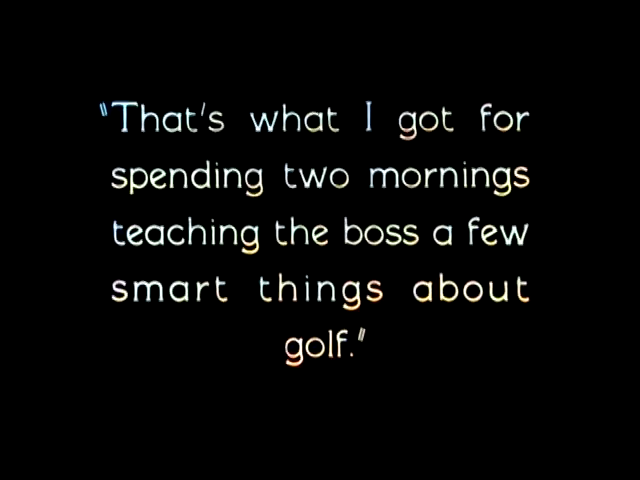 "That's what I got for
spending two mornings
teaching the boss a few
smart things about
golf."